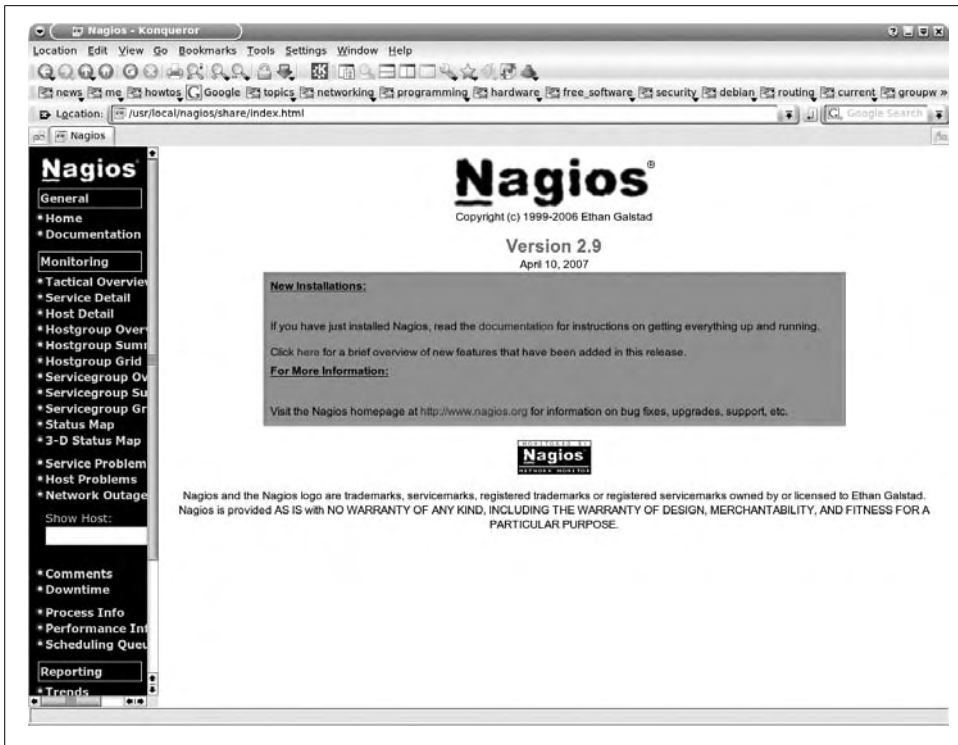 Nagios - Konqueror
Location Edit View Go Bookmarks Tools Settings Window Help
news me howtos Google topics networking programming hardware free_software security debian routing current groupw »
Location: /usr/local/nagios/share/index.html
Google Search
Nagios
Nagios
General
Home
Documentation
Monitoring
Tactical Overview
Service Detail
Host Detail
Hostgroup Over
Hostgroup Summ
Hostgroup Grid
Servicegroup Ov
Servicegroup Su
Servicegroup Gr
Status Map
3-D Status Map
Service Problem
Host Problems
Network Outage
Show Host:
Comments
Downtime
Process Info
Performance Inf
Scheduling Queu
Reporting
Trends
Nagios®
Copyright (c) 1999-2006 Ethan Galstad
Version 2.9
April 10, 2007
New Installations:
If you have just installed Nagios, read the documentation for instructions on getting everything up and running.
Click here for a brief overview of new features that have been added in this release.
For More Information:
Visit the Nagios homepage at http://www.nagios.org for information on bug fixes, upgrades, support, etc.
MONITORED BY
Nagios
NETWORK MONITOR
Nagios and the Nagios logo are trademarks, servicemarks, registered trademarks or registered servicemarks owned by or licensed to Ethan Galstad.
Nagios is provided AS IS with NO WARRANTY OF ANY KIND, INCLUDING THE WARRANTY OF DESIGN, MERCHANTABILITY, AND FITNESS FOR A
PARTICULAR PURPOSE.